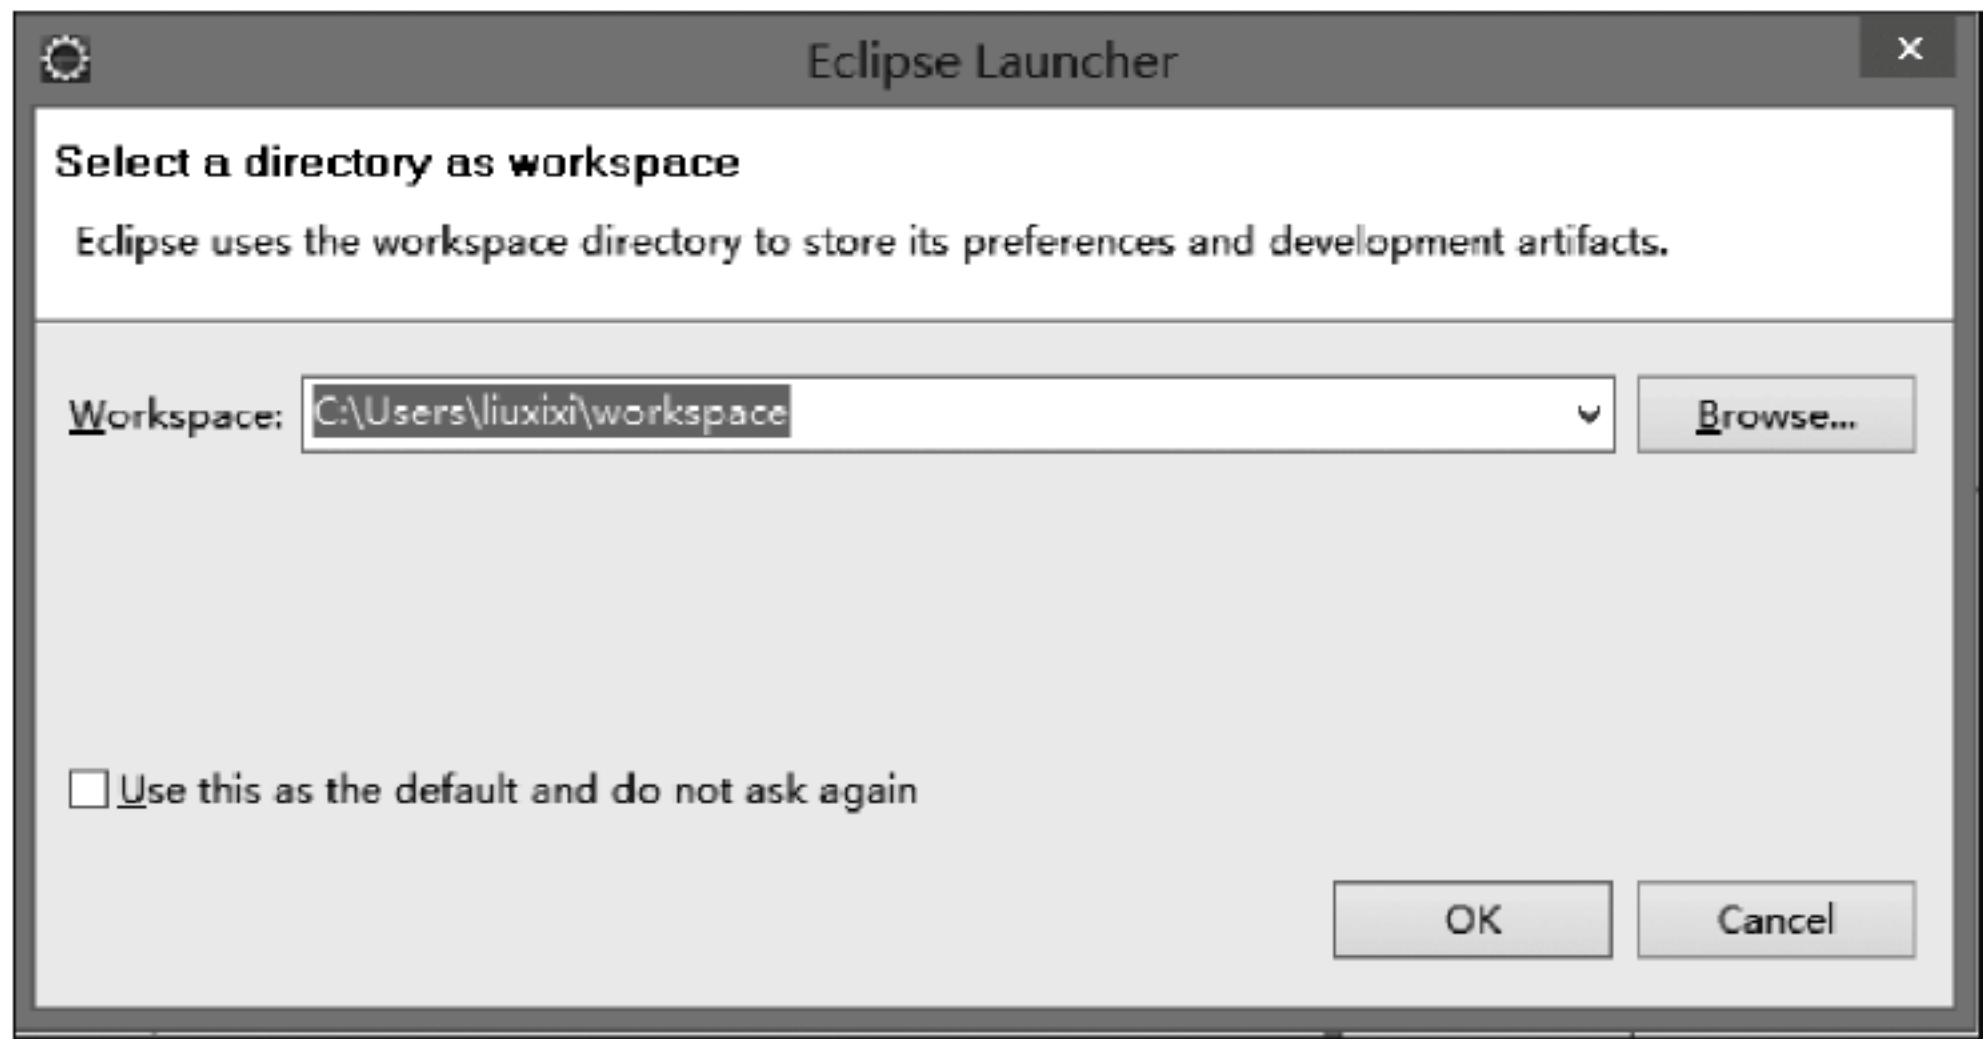 Eclipse Launcher
Select a directory as workspace
Eclipse uses the workspace directory to store its preferences and development artifacts.
Workspace: C:\Users\liuxixi\workspace Browse...
Use this as the default and do not ask again
OK Cancel